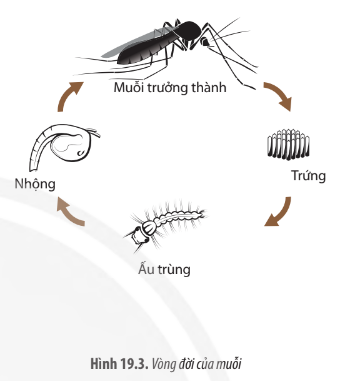 Muỗi trưởng thành
Trứng
Nhộng
Ấu trùng
Hình 19.3. Vòng đời của muỗi